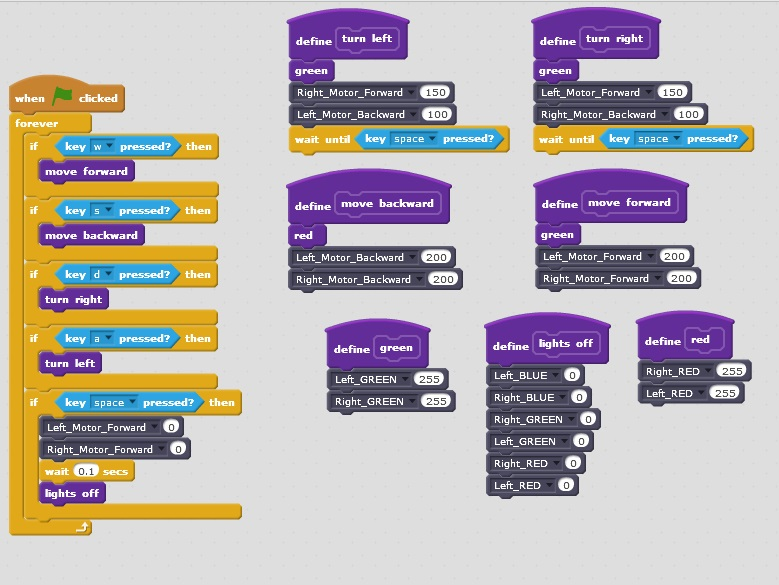 when clicked
forever
if key w pressed? then
move forward
if key s pressed? then
move backward
if key d pressed? then
turn right
if key a pressed? then
turn left
if key space pressed? then
Left_Motor_Forward 0
Right_Motor_Forward 0
wait 0.1 secs
lights off
define turn left
green
Right_Motor_Forward 150
Left_Motor_Backward 100
wait until key space pressed?
define turn right
green
Left_Motor_Forward 150
Right_Motor_Backward 100
wait until key space pressed?
define move backward
red
Left_Motor_Backward 200
Right_Motor_Backward 200
define move forward
green
Left_Motor_Forward 200
Right_Motor_Forward 200
define green
Left_GREEN 255
Right_GREEN 255
define lights off
Left_BLUE 0
Right_BLUE 0
Right_GREEN 0
Left_GREEN 0
Right_RED 0
Left_RED 0
define red
Right_RED 255
Left_RED 255